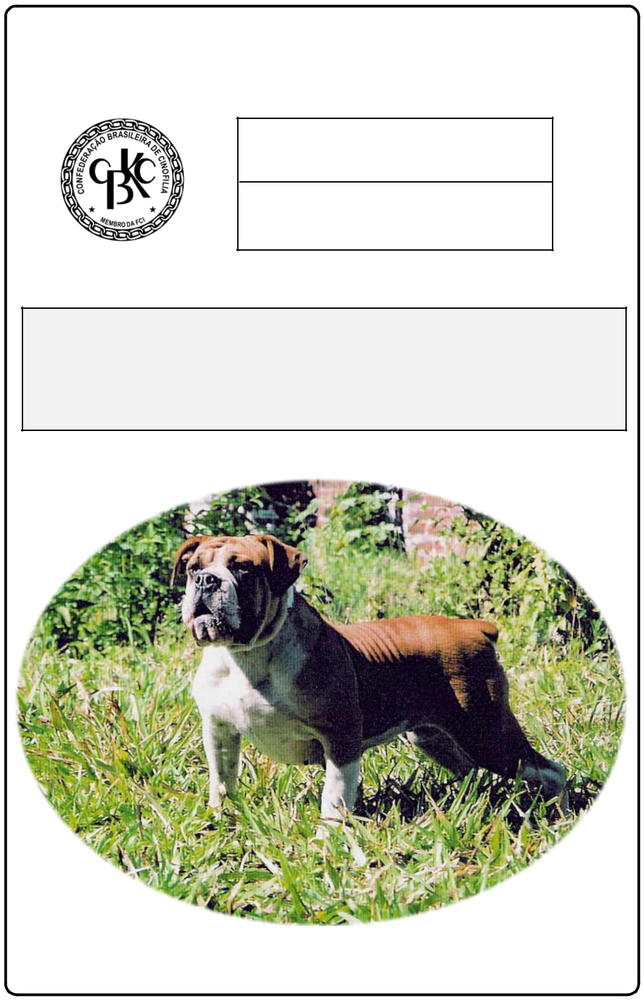 CONFEDERAÇÃO BRASILEIRA DE CINOFILIA
CBKC
MEMBRO DA FCI